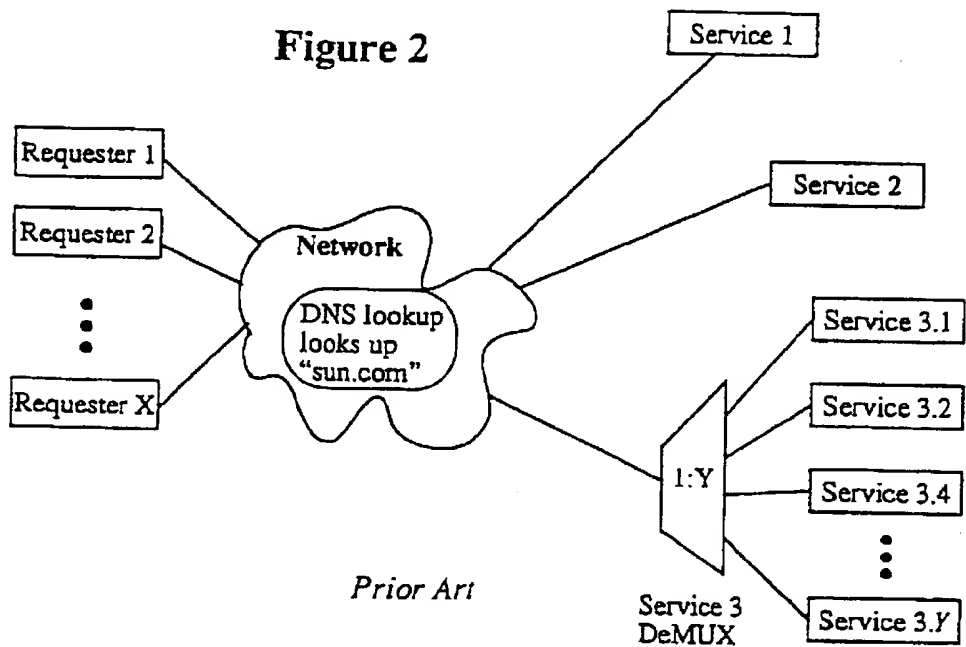 Figure 2
Service 1
Requester 1
Service 2
Requester 2
Network
DNS lookup
looks up
“sun.com”
Requester X
Service 3.1
Service 3.2
1:Y
Service 3.4
Service 3.Y
Prior Art
Service 3
DeMUX